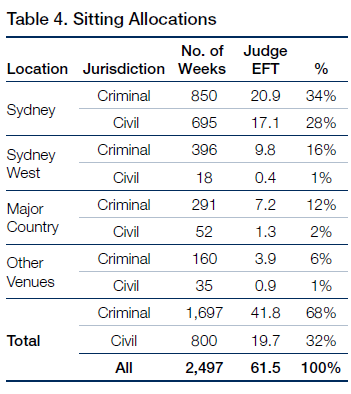 Table 4. Sitting Allocations
No. of Judge
Location Jurisdiction Weeks EFT %
Sydney
Criminal 850 20.9 34%
Civil 695 17.1 28%
Sydney West
Criminal 396 9.8 16%
Civil 18 0.4 1%
Major Country
Criminal 291 7.2 12%
Civil 52 1.3 2%
Other Venues
Criminal 160 3.9 6%
Civil 35 0.9 1%
Total
Criminal 1,697 41.8 68%
Civil 800 19.7 32%
All 2,497 61.5 100%